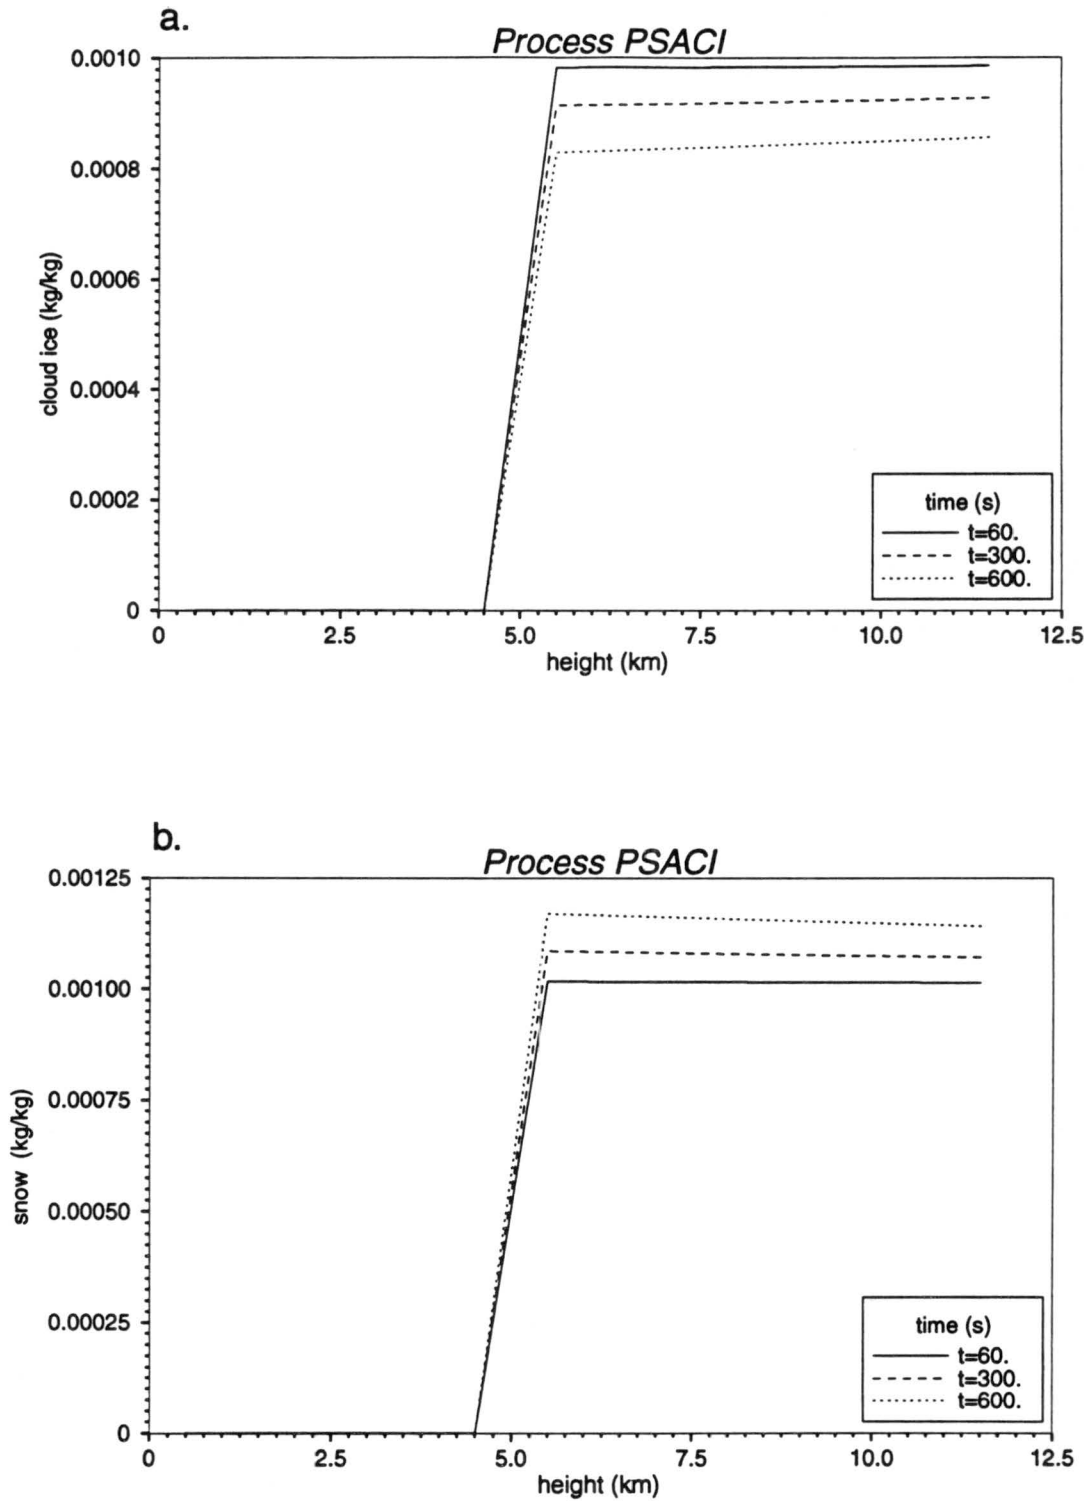 a.
Process PSACI
0.0010
0.0008
0.0006
0.0004
0.0002
0
cloud ice (kg/kg)
time (s)
t=60.
t=300.
t=600.
0 2.5 5.0 7.5 10.0 12.5
height (km)
b.
Process PSACI
0.00125
0.00100
0.00075
0.00050
0.00025
0
snow (kg/kg)
time (s)
t=60.
t=300.
t=600.
0 2.5 5.0 7.5 10.0 12.5
height (km)